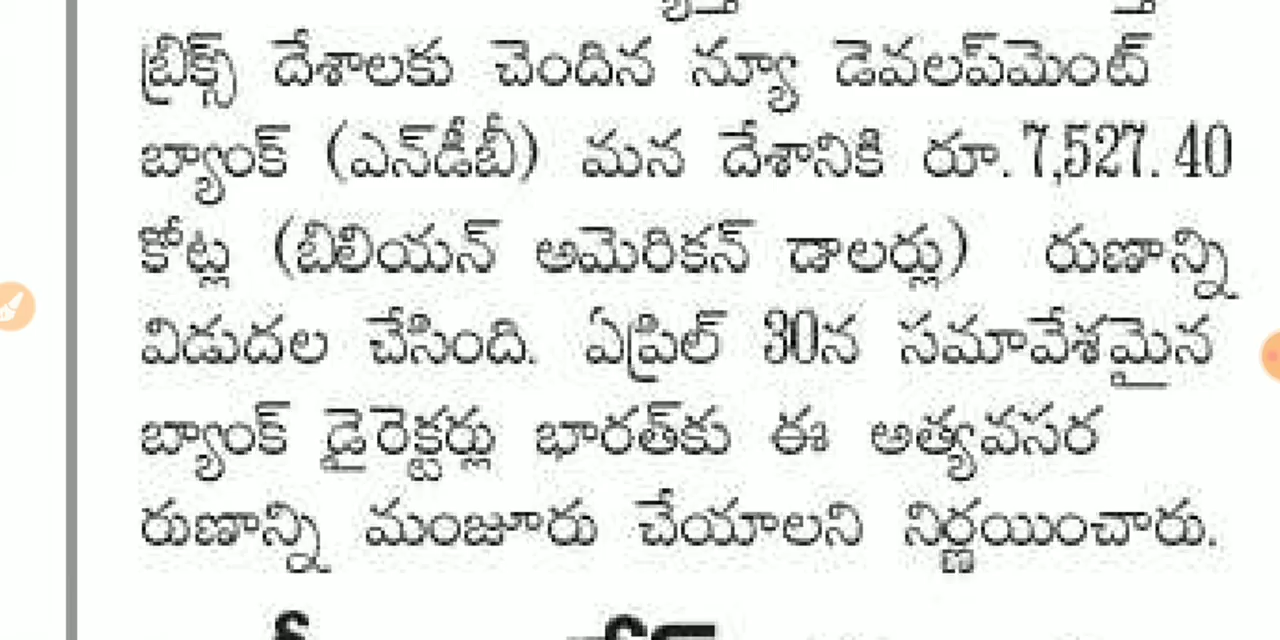 బ్రిక్స్ దేశాలకు చెందిన న్యూ డెవలప్‌మెంట్
బ్యాంక్ (ఎన్‌డీబీ) మన దేశానికి రూ.7,527.40
కోట్ల (బిలియన్ అమెరికన్ డాలర్లు) రుణాన్ని
విడుదల చేసింది. ఏప్రిల్ 30న సమావేశమైన
బ్యాంక్ డైరెక్టర్లు భారత్‌కు ఈ అత్యవసర
రుణాన్ని మంజూరు చేయాలని నిర్ణయించారు.